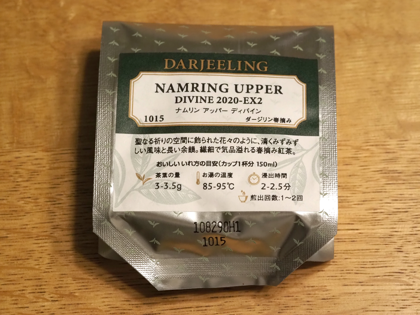 DARJEELING
NAMRING UPPER
DIVINE 2020-EX2
ナムリン アッパー ディバイン
1015 ダージリン春摘み
聖なる祈りの空間に飾られた花々のように、清くみずみず
しい風味と長い余韻。繊細で気品溢れる春摘み紅茶。
おいしいいれ方の目安(カップ1杯分 150ml)
茶葉の量 お湯の温度 浸出時間
3-3.5g 85-95℃ 2-2.5分
煎出回数:1〜2回
108290H1
1015